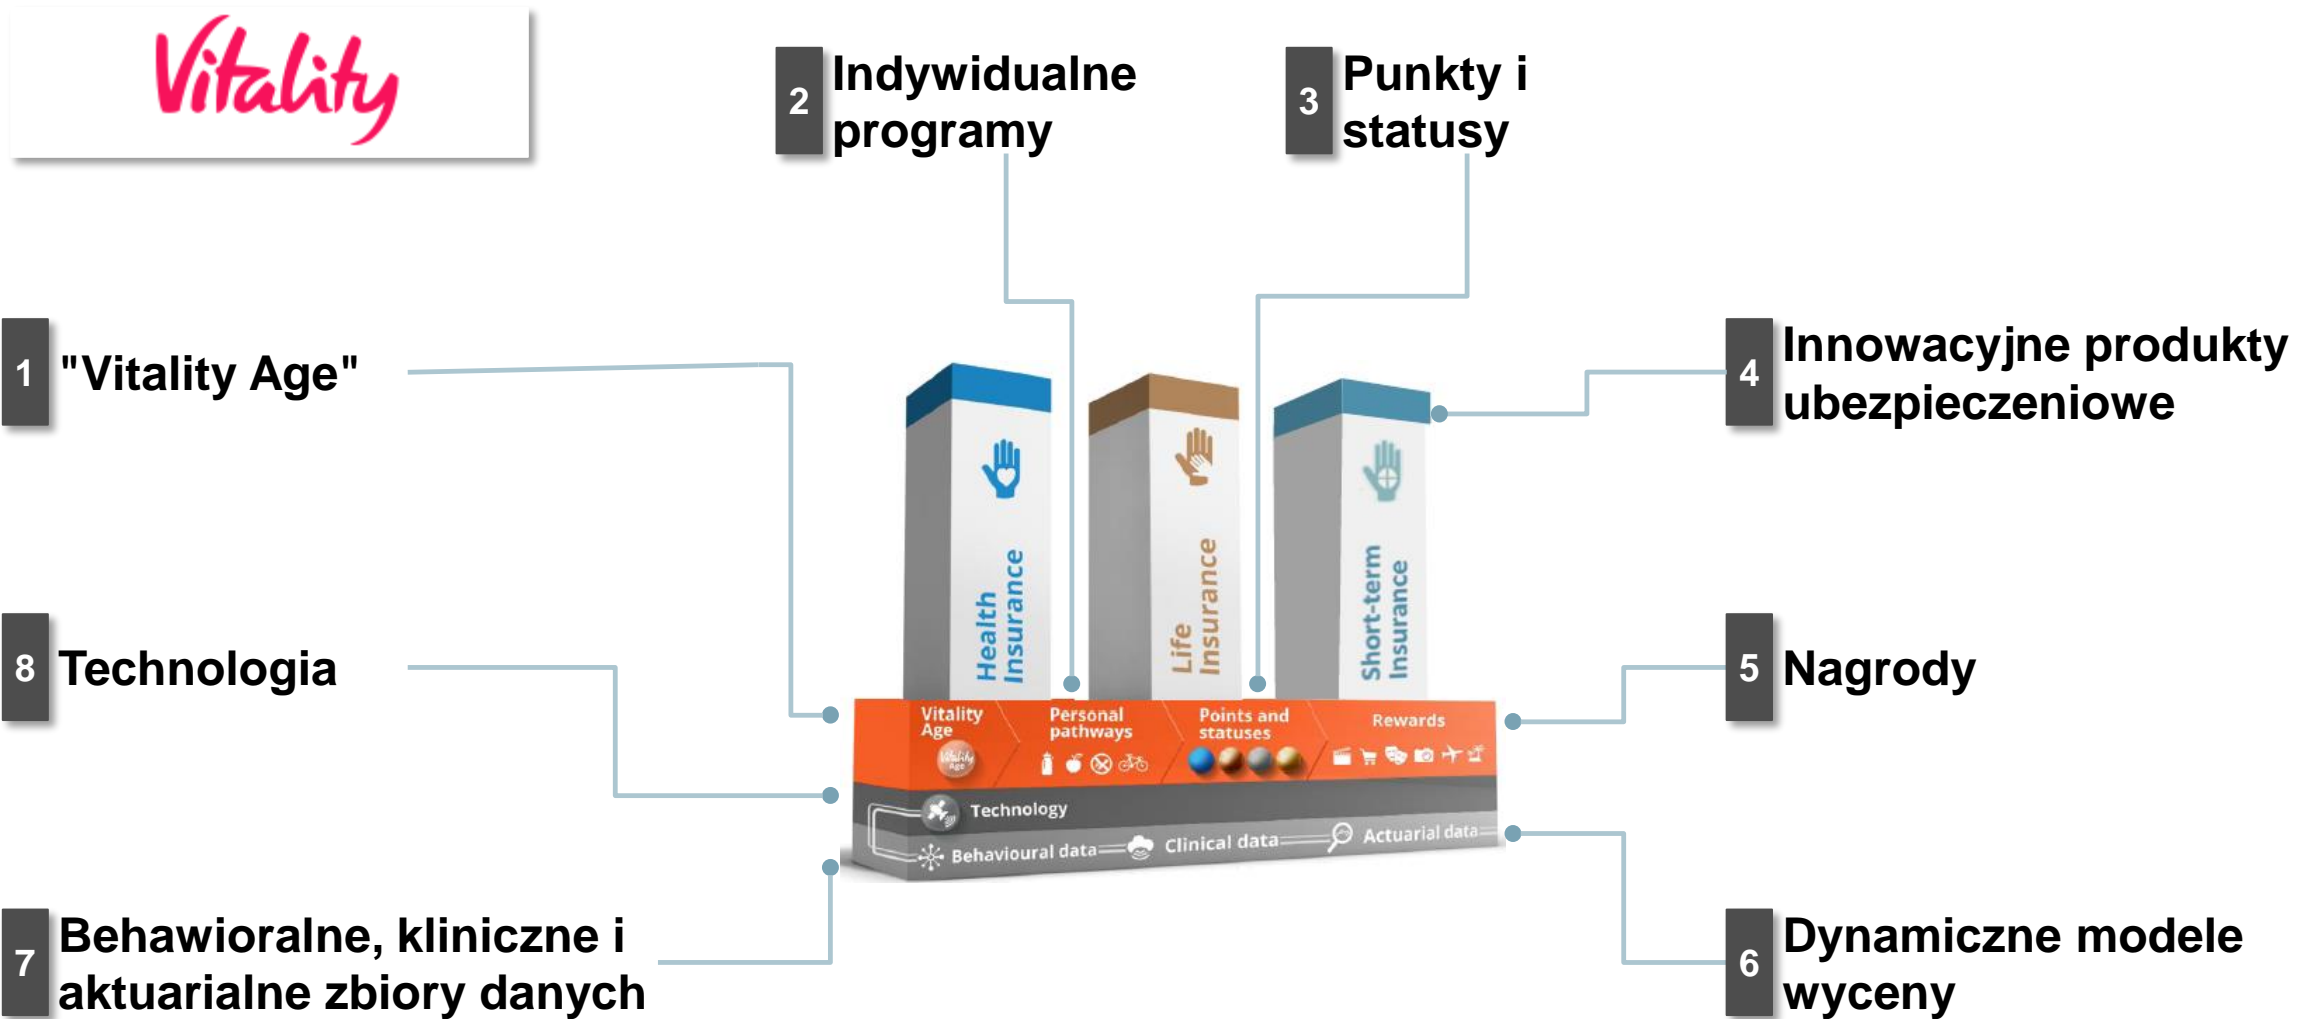 Vitality
2
Indywidualne
programy
3
Punkty i
statusy
1
"Vitality Age"
4
Innowacyjne produkty
ubezpieczeniowe
8
Technologia
5
Nagrody
7
Behawioralne, kliniczne i
aktuarialne zbiory danych
6
Dynamiczne modele
wyceny
Health
Insurance
Life
Insurance
Short-term
Insurance
Vitality
Age
Vitality
Age
Personal
pathways
Points and
statuses
Rewards
Technology
Behavioural data
Clinical data
Actuarial data